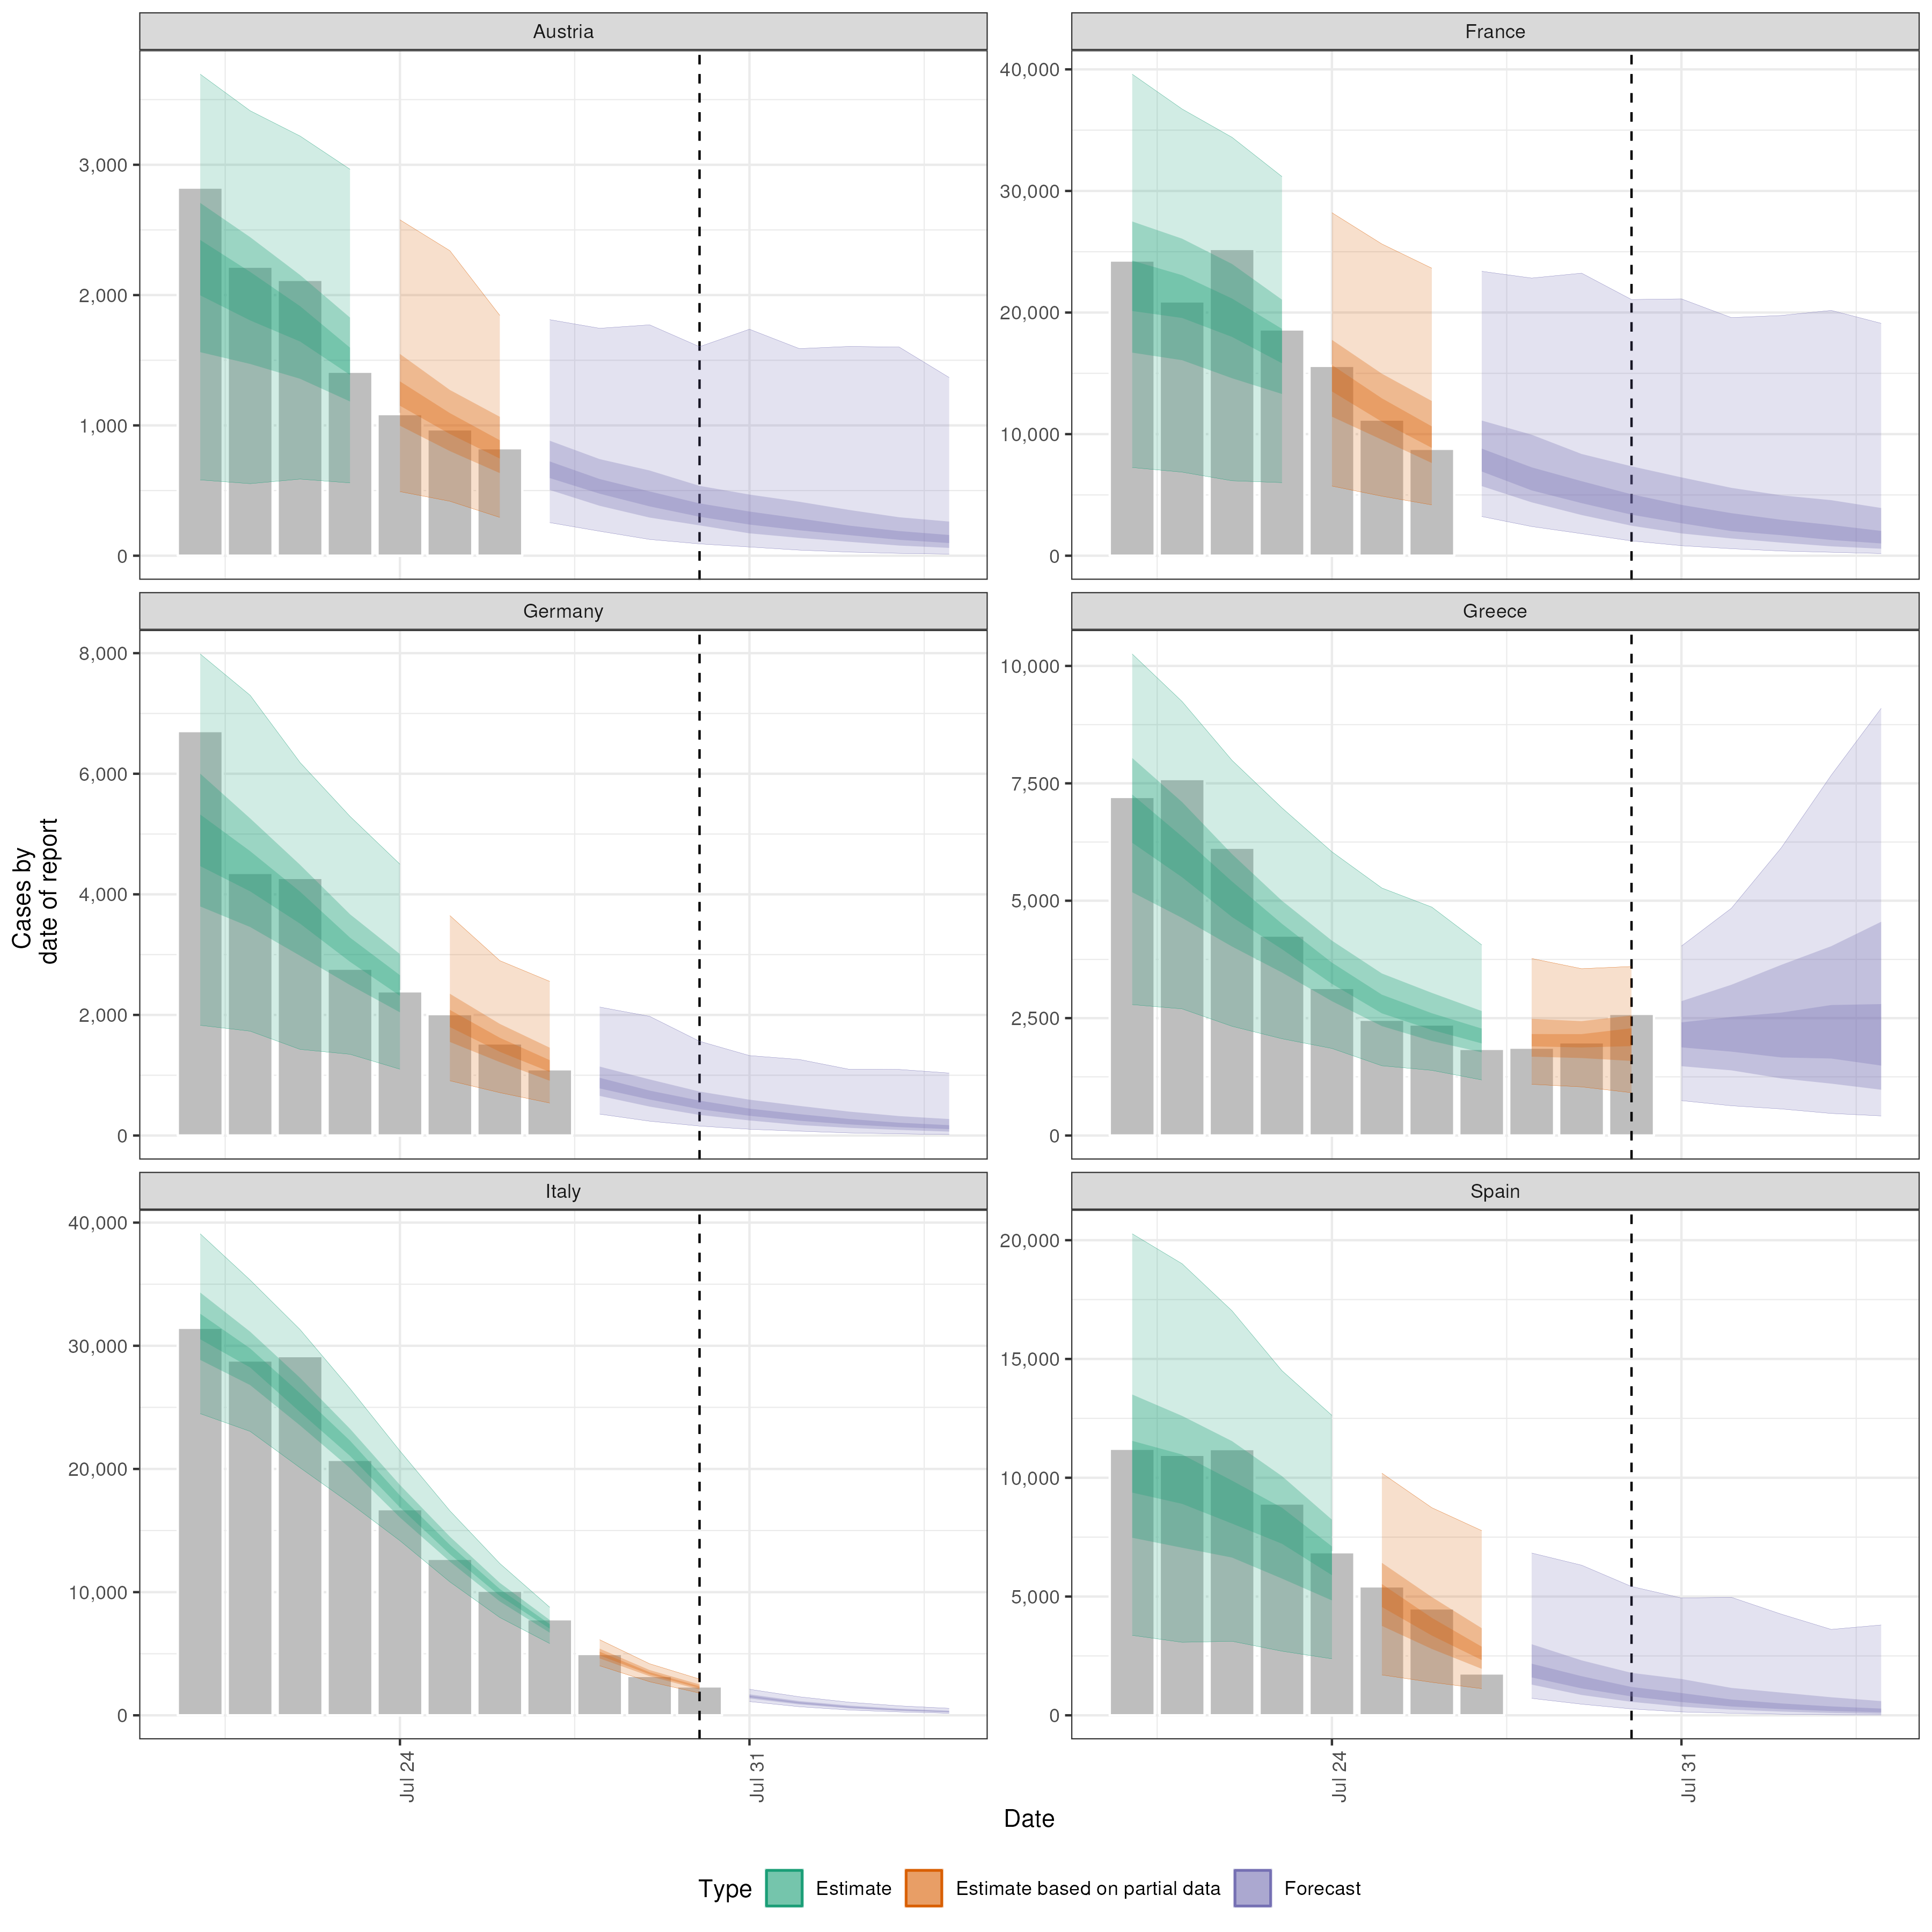 Austria
France
3,000
2,000
1,000
0
40,000
30,000
20,000
10,000
0
Germany
Greece
8,000
6,000
4,000
2,000
0
10,000
7,500
5,000
2,500
0
Cases by
date of report
Italy
Spain
40,000
30,000
20,000
10,000
0
20,000
15,000
10,000
5,000
0
Jul 24
Jul 31
Jul 24
Jul 31
Date
Type
Estimate
Estimate based on partial data
Forecast